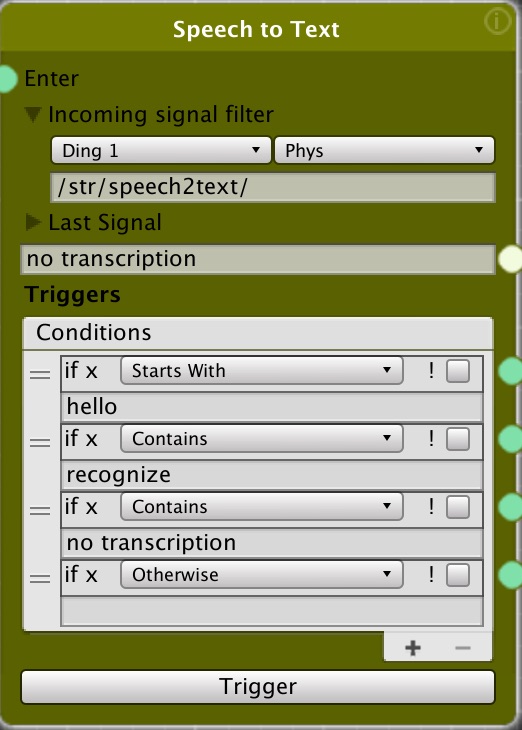 Speech to Text
Enter
Incoming signal filter
Ding 1 Phys
/str/speech2text/
Last Signal
no transcription
Triggers
Conditions
if x Starts With !
hello
if x Contains !
recognize
if x Contains !
no transcription
if x Otherwise !
Trigger